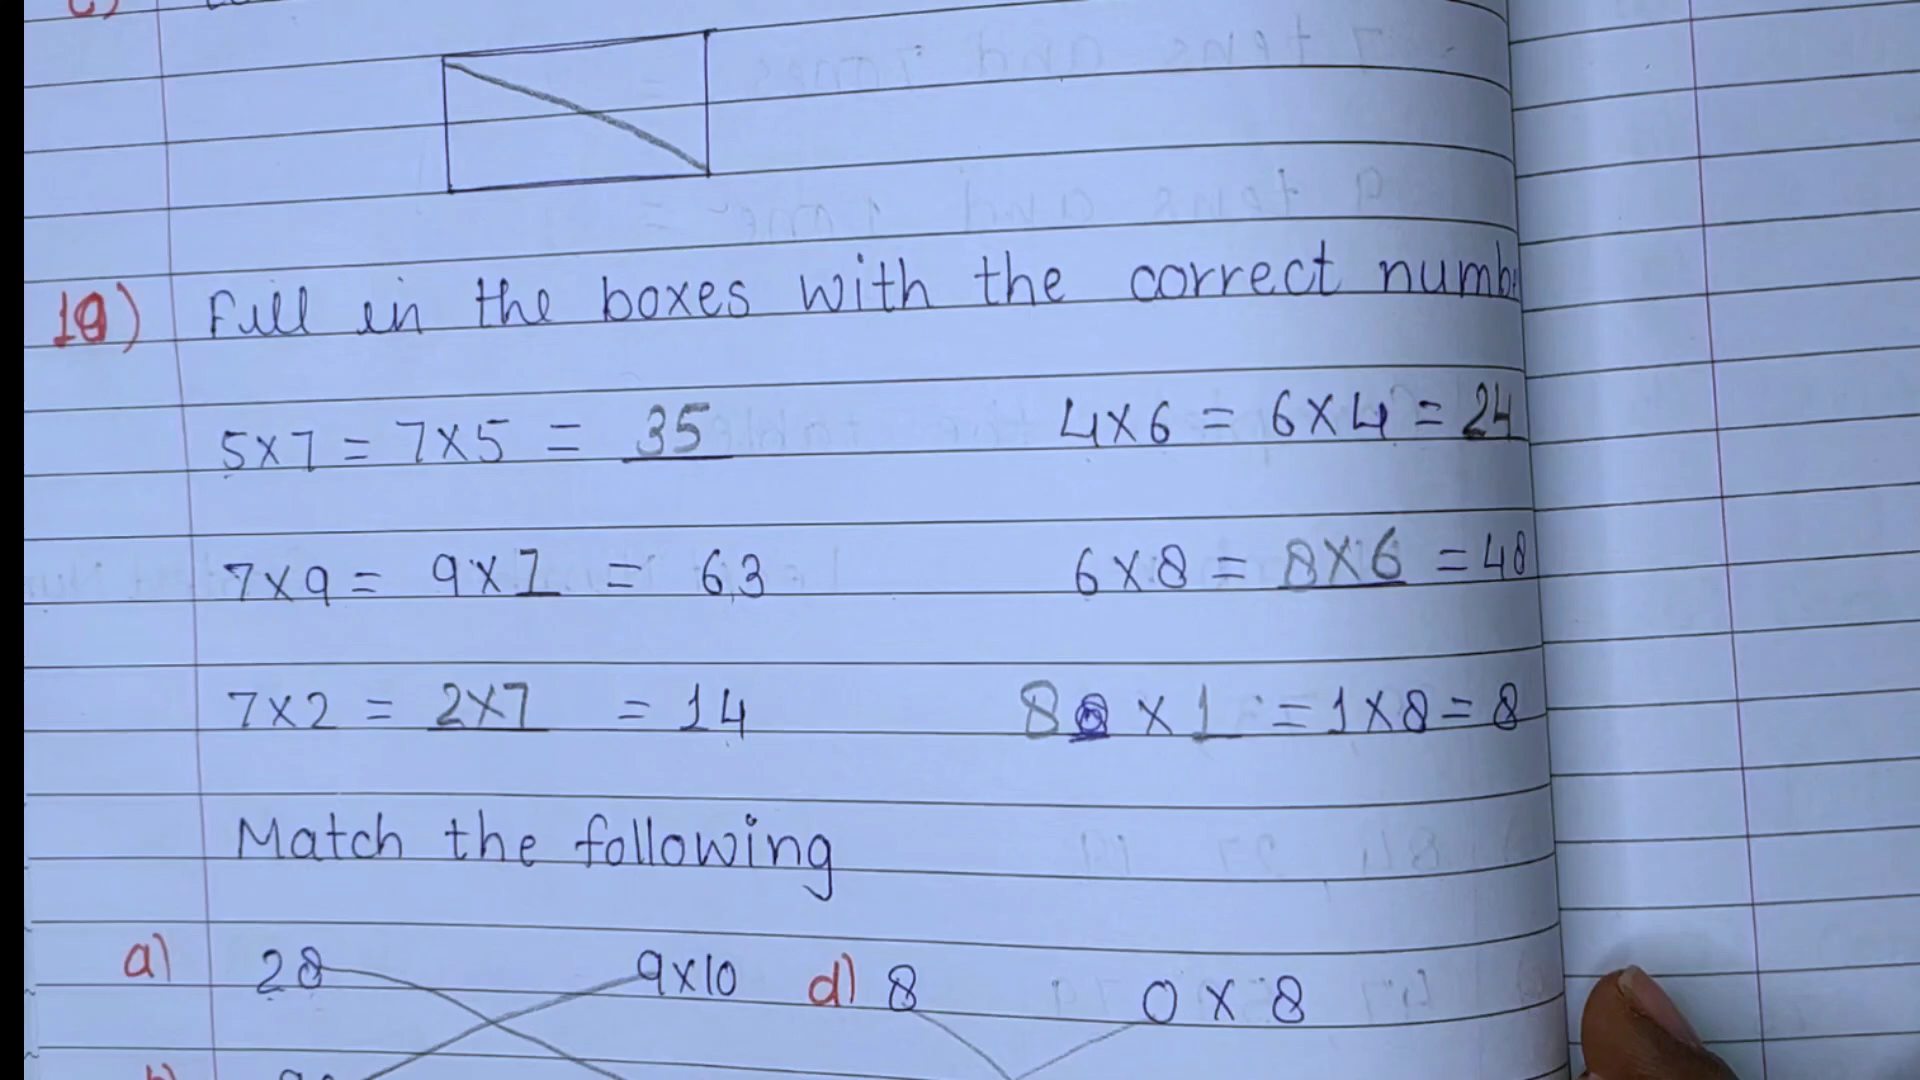 19) Fill in the boxes with the correct numb
5×7 = 7×5 = 35 4×6 = 6×4 = 24
7×9 = 9×7 = 63 6×8 = 8×6 = 48
7×2 = 2×7 = 14 8 × 1 = 1×8 = 8
Match the following
a) 28 9×10 d) 8 0 × 8
b)